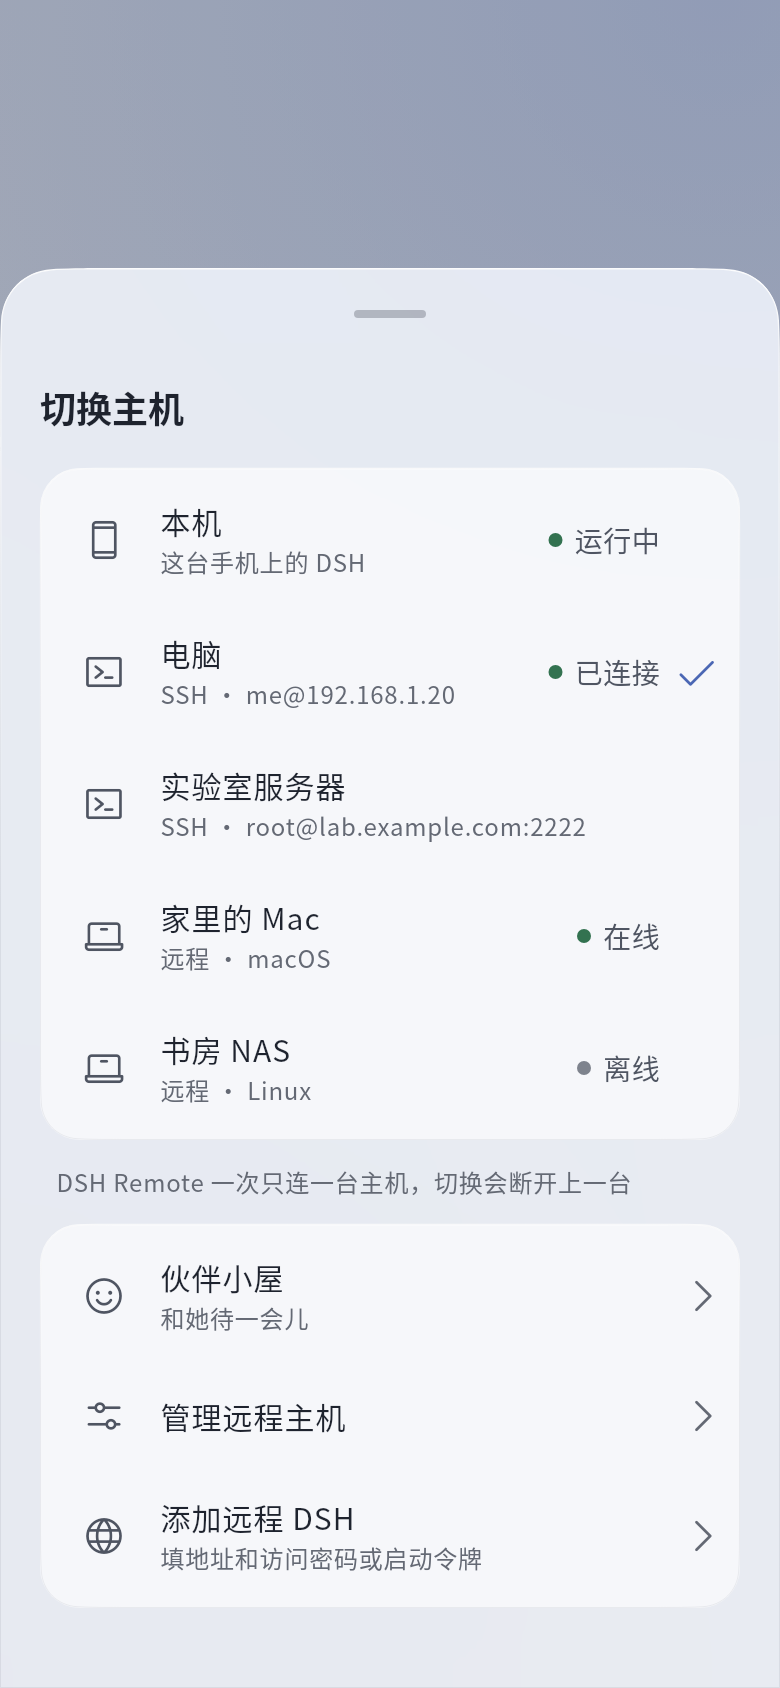 切换主机
本机
这台手机上的 DSH
运行中
电脑
SSH · me@192.168.1.20
已连接
实验室服务器
SSH · root@lab.example.com:2222
家里的 Mac
远程 · macOS
在线
书房 NAS
远程 · Linux
离线
DSH Remote 一次只连一台主机，切换会断开上一台
伙伴小屋
和她待一会儿
管理远程主机
添加远程 DSH
填地址和访问密码或启动令牌